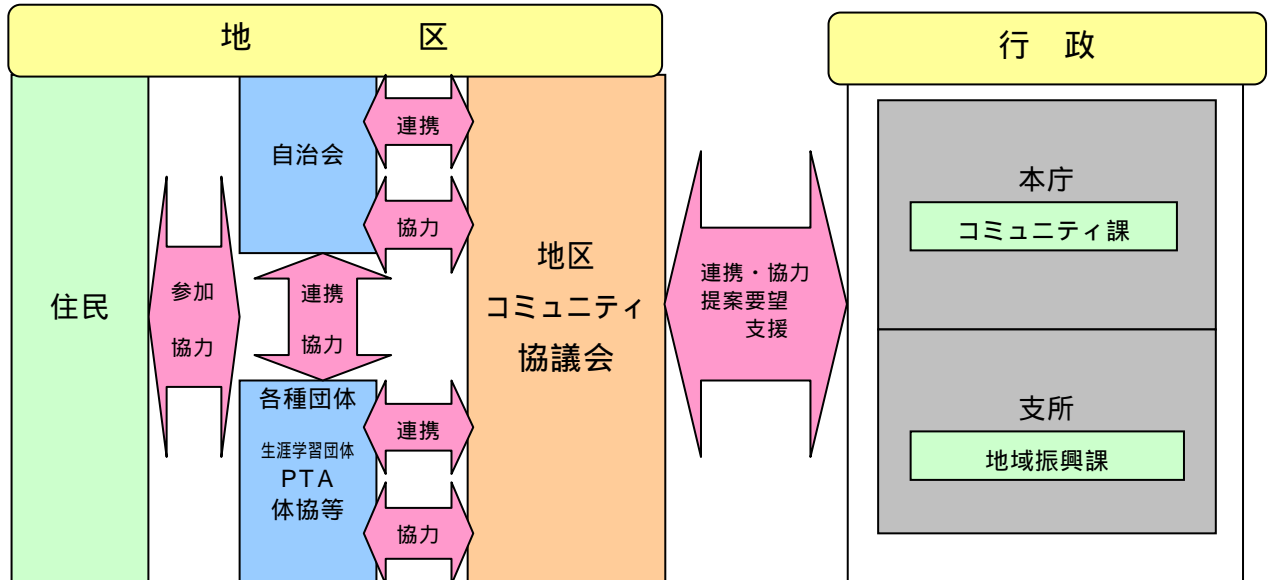 地　区
行　政
住民
参加
協力
自治会
連携
協力
連携
協力
各種団体
生涯学習団体
PTA
体協等
連携
協力
地区
コミュニティ
協議会
連携・協力
提案要望
支援
本庁
コミュニティ課
支所
地域振興課